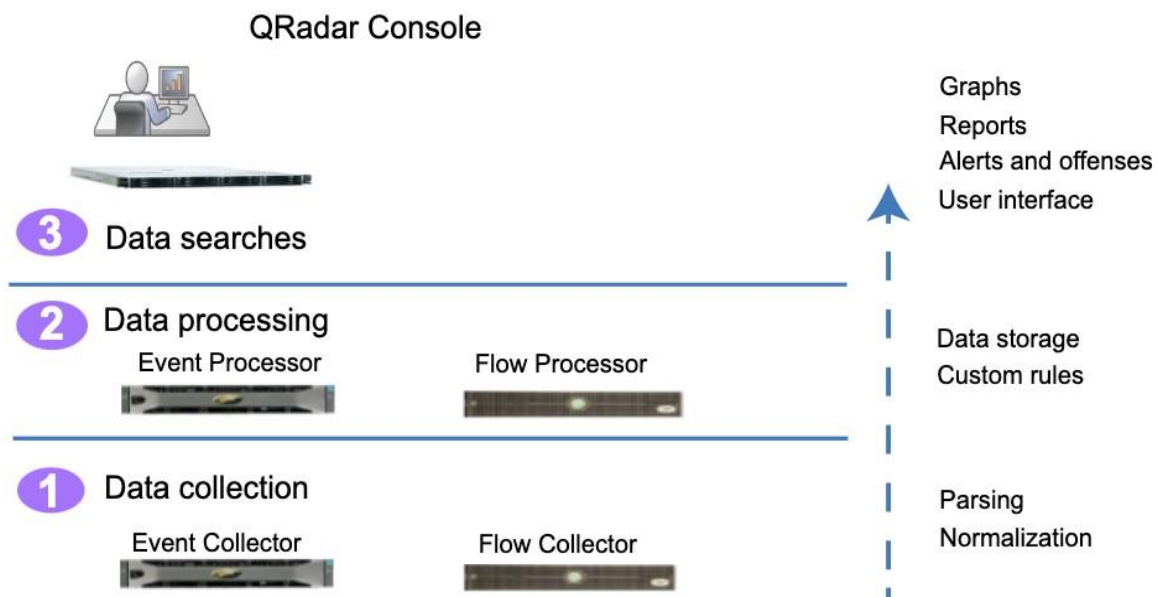 QRadar Console
Graphs
Reports
Alerts and offenses
User interface
3 Data searches
2 Data processing
Event Processor Flow Processor
Data storage
Custom rules
1 Data collection
Event Collector Flow Collector
Parsing
Normalization